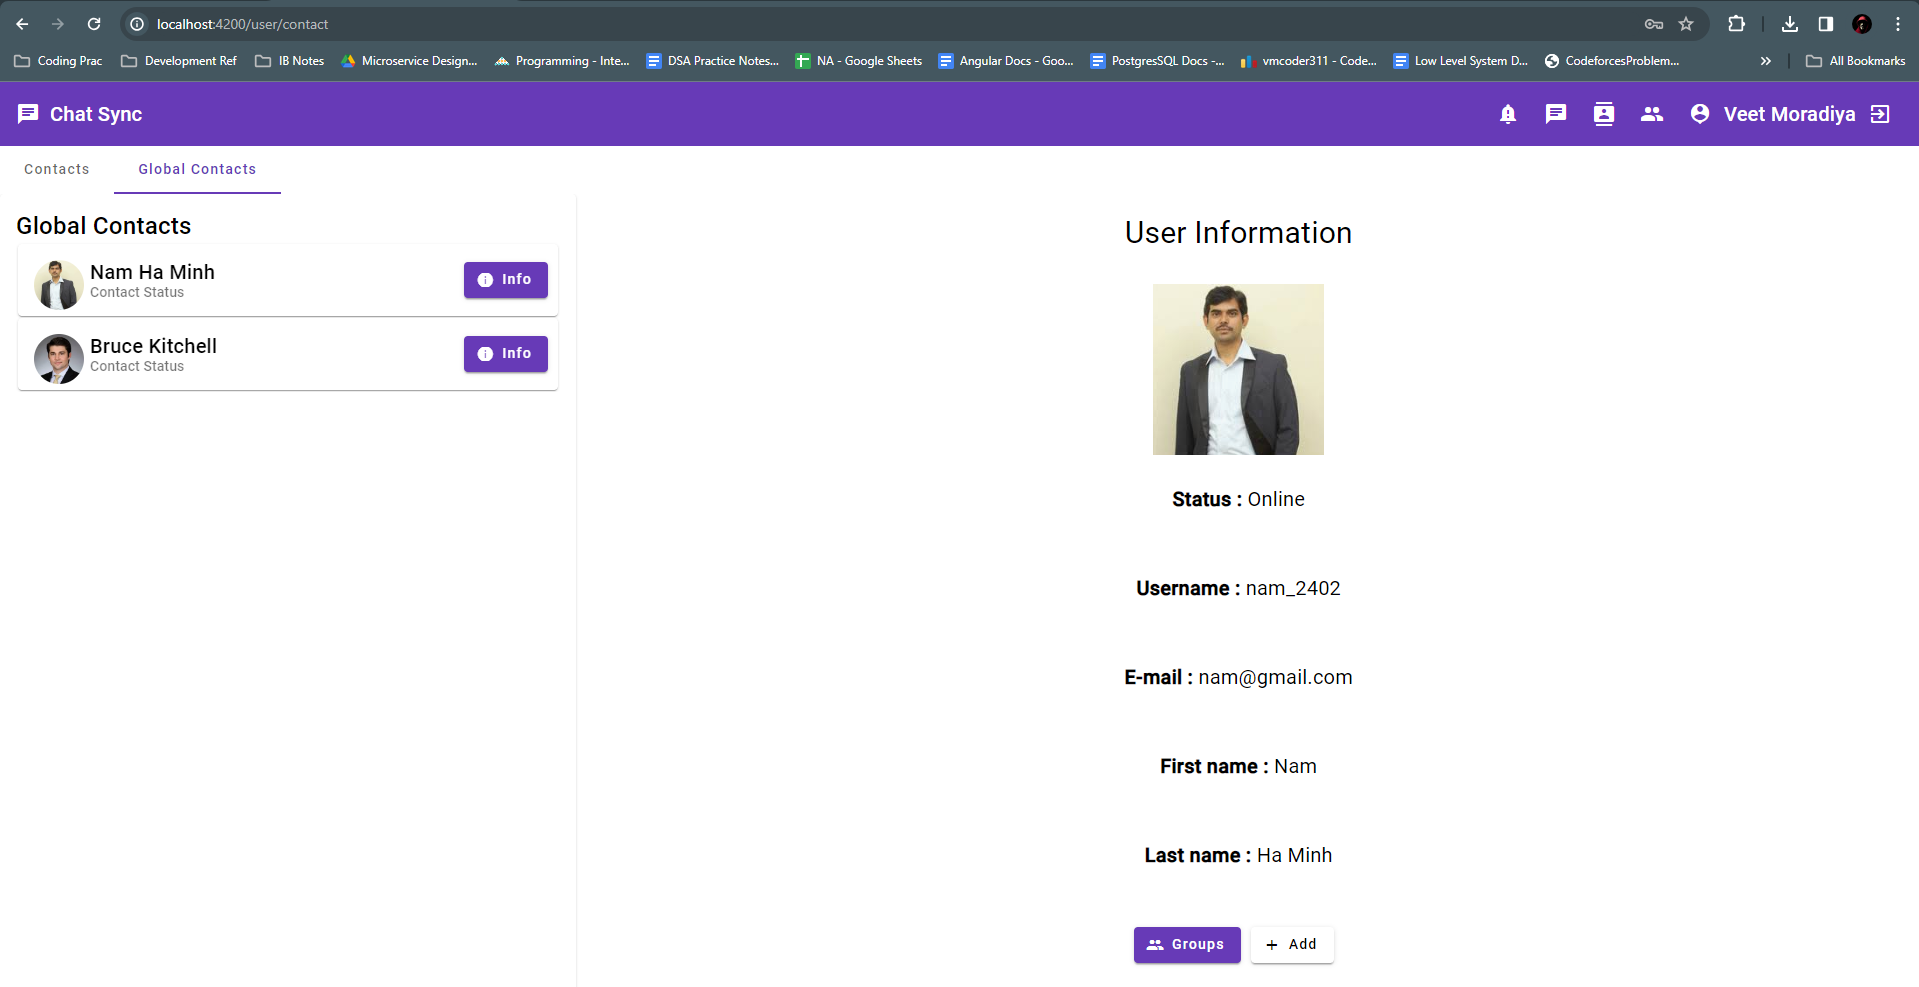 localhost:4200/user/contact
Coding Prac Development Ref IB Notes Microservice Design... Programming - Inte... DSA Practice Notes... NA - Google Sheets Angular Docs - Goo... PostgresSQL Docs -... vmcoder311 - Code... Low Level System D... CodeforcesProblem... » All Bookmarks
Chat Sync Veet Moradiya
Contacts Global Contacts
Global Contacts
Nam Ha Minh
Contact Status
Info
Bruce Kitchell
Contact Status
Info
User Information
Status : Online
Username : nam_2402
E-mail : nam@gmail.com
First name : Nam
Last name : Ha Minh
Groups + Add